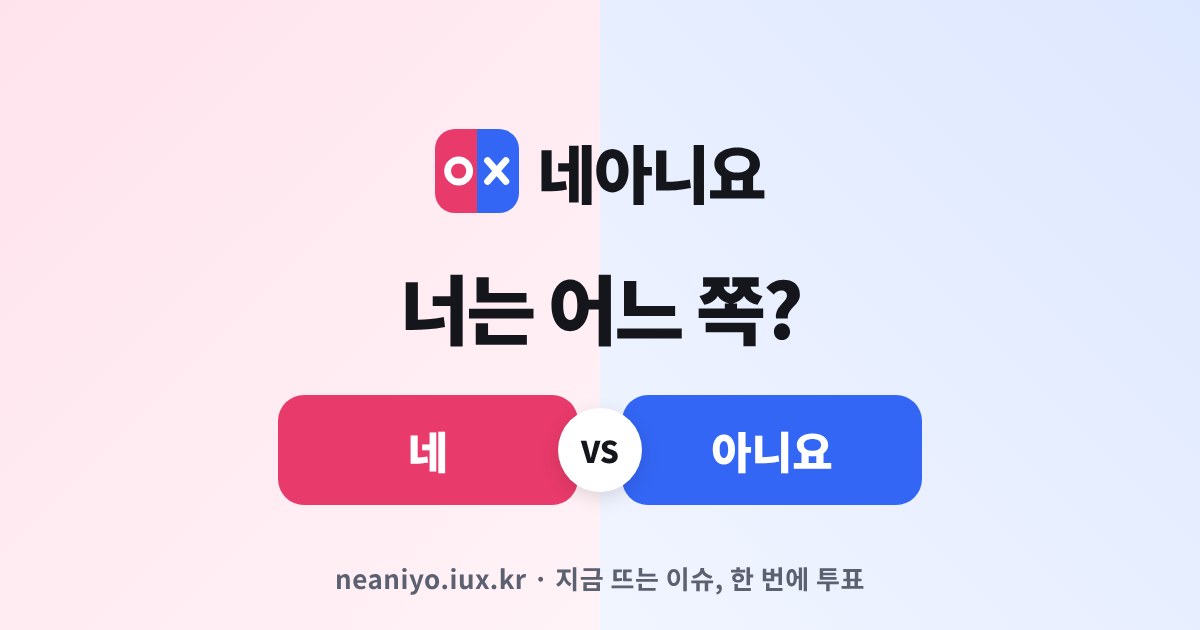 OX 네아니요
너는 어느 쪽?
네 VS 아니요
neaniyo.iux.kr · 지금 뜨는 이슈, 한 번에 투표